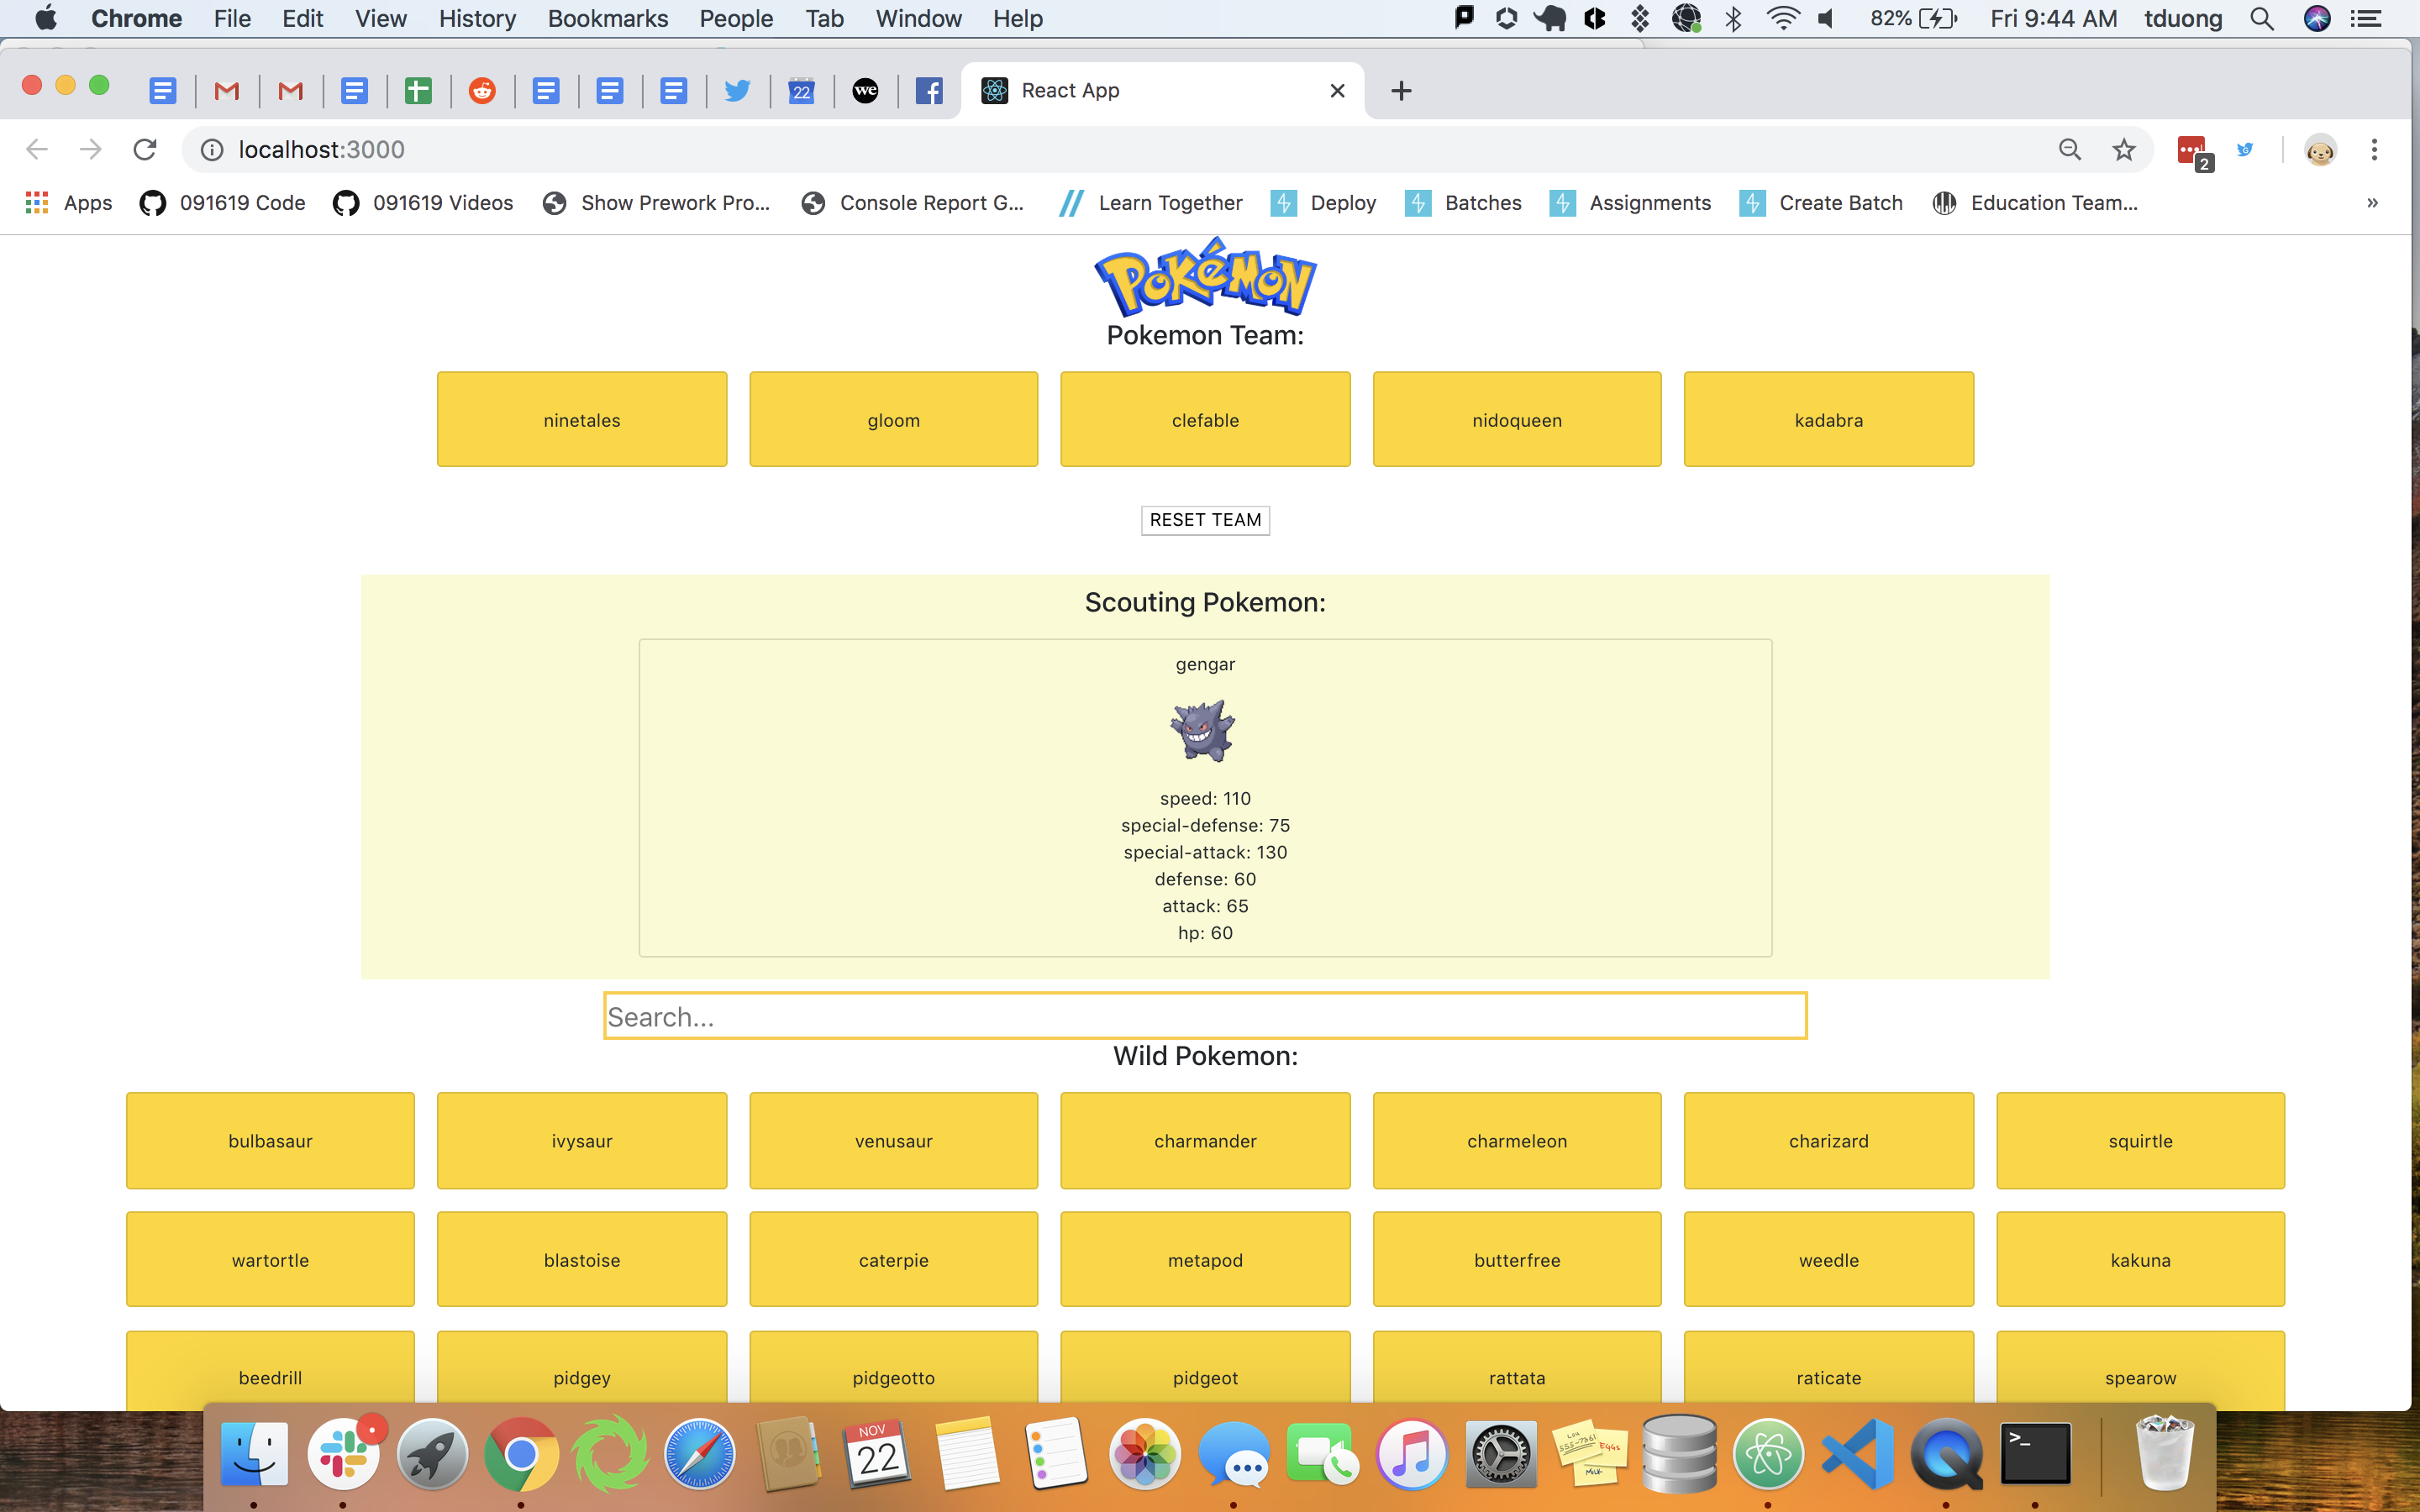 Chrome File Edit View History Bookmarks People Tab Window Help 82% Fri 9:44 AM tduong
22 we React App
localhost:3000 2
Apps 091619 Code 091619 Videos Show Prework Pro... Console Report G... Learn Together Deploy Batches Assignments Create Batch Education Team... »
POKéMON
Pokemon Team:
ninetales gloom clefable nidoqueen kadabra
RESET TEAM
Scouting Pokemon:
gengar
speed: 110
special-defense: 75
special-attack: 130
defense: 60
attack: 65
hp: 60
Search...
Wild Pokemon:
bulbasaur ivysaur venusaur charmander charmeleon charizard squirtle
wartortle blastoise caterpie metapod butterfree weedle kakuna
beedrill pidgey pidgeotto pidgeot rattata raticate spearow
NOV
22
>_